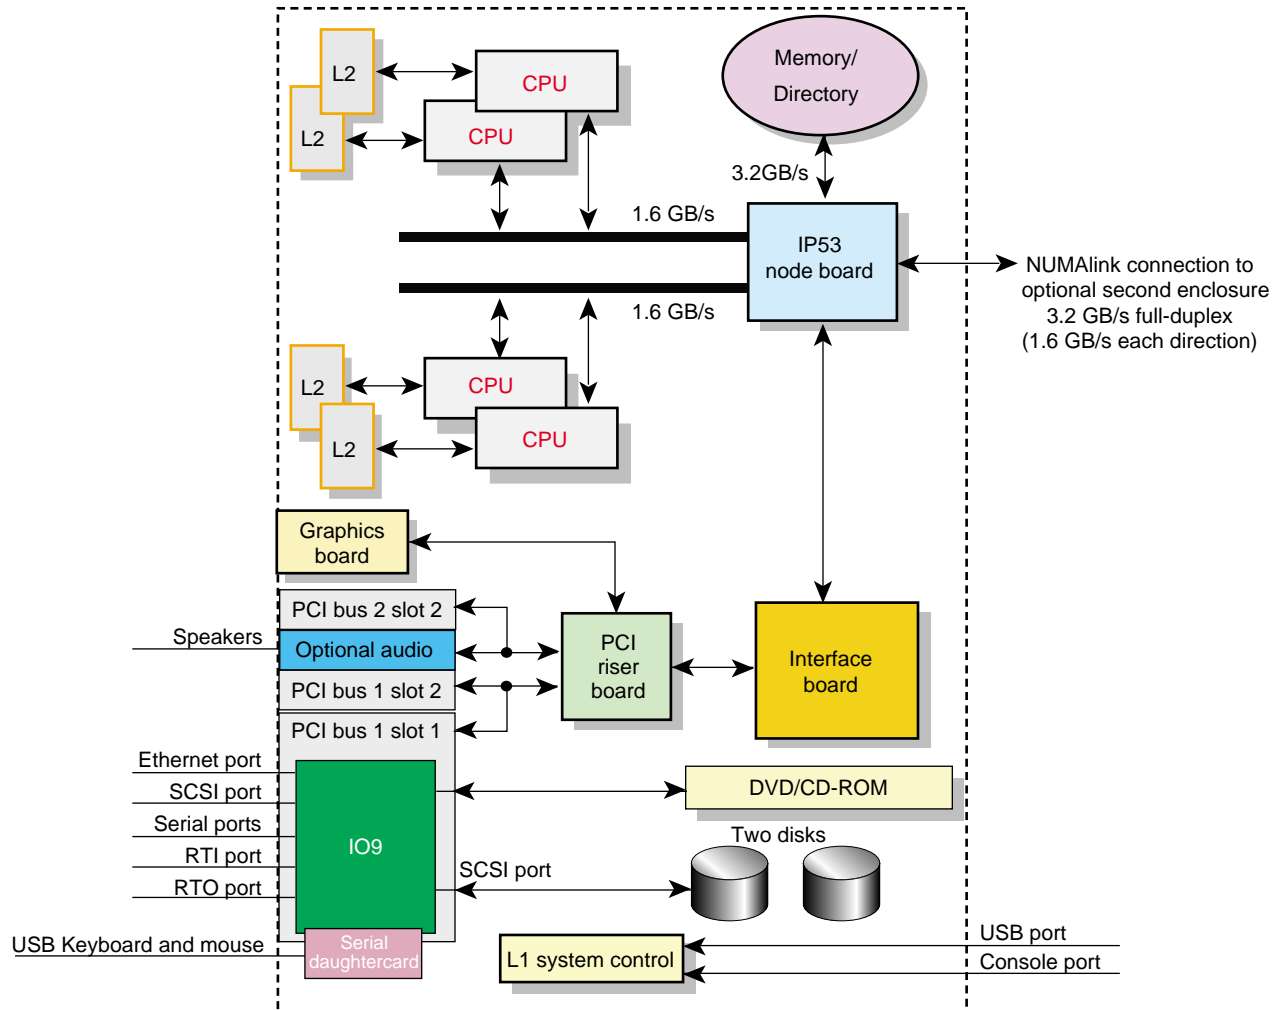 L2
CPU
L2
CPU
Memory/
Directory
3.2GB/s
1.6 GB/s
IP53
node board
NUMAlink connection to
optional second enclosure
3.2 GB/s full-duplex
(1.6 GB/s each direction)
1.6 GB/s
L2
CPU
L2
CPU
Graphics
board
PCI bus 2 slot 2
Speakers
Optional audio
PCI bus 1 slot 2
PCI bus 1 slot 1
PCI
riser
board
Interface
board
Ethernet port
SCSI port
Serial ports
RTI port
RTO port
IO9
DVD/CD-ROM
Two disks
SCSI port
USB Keyboard and mouse
Serial
daughtercard
L1 system control
USB port
Console port